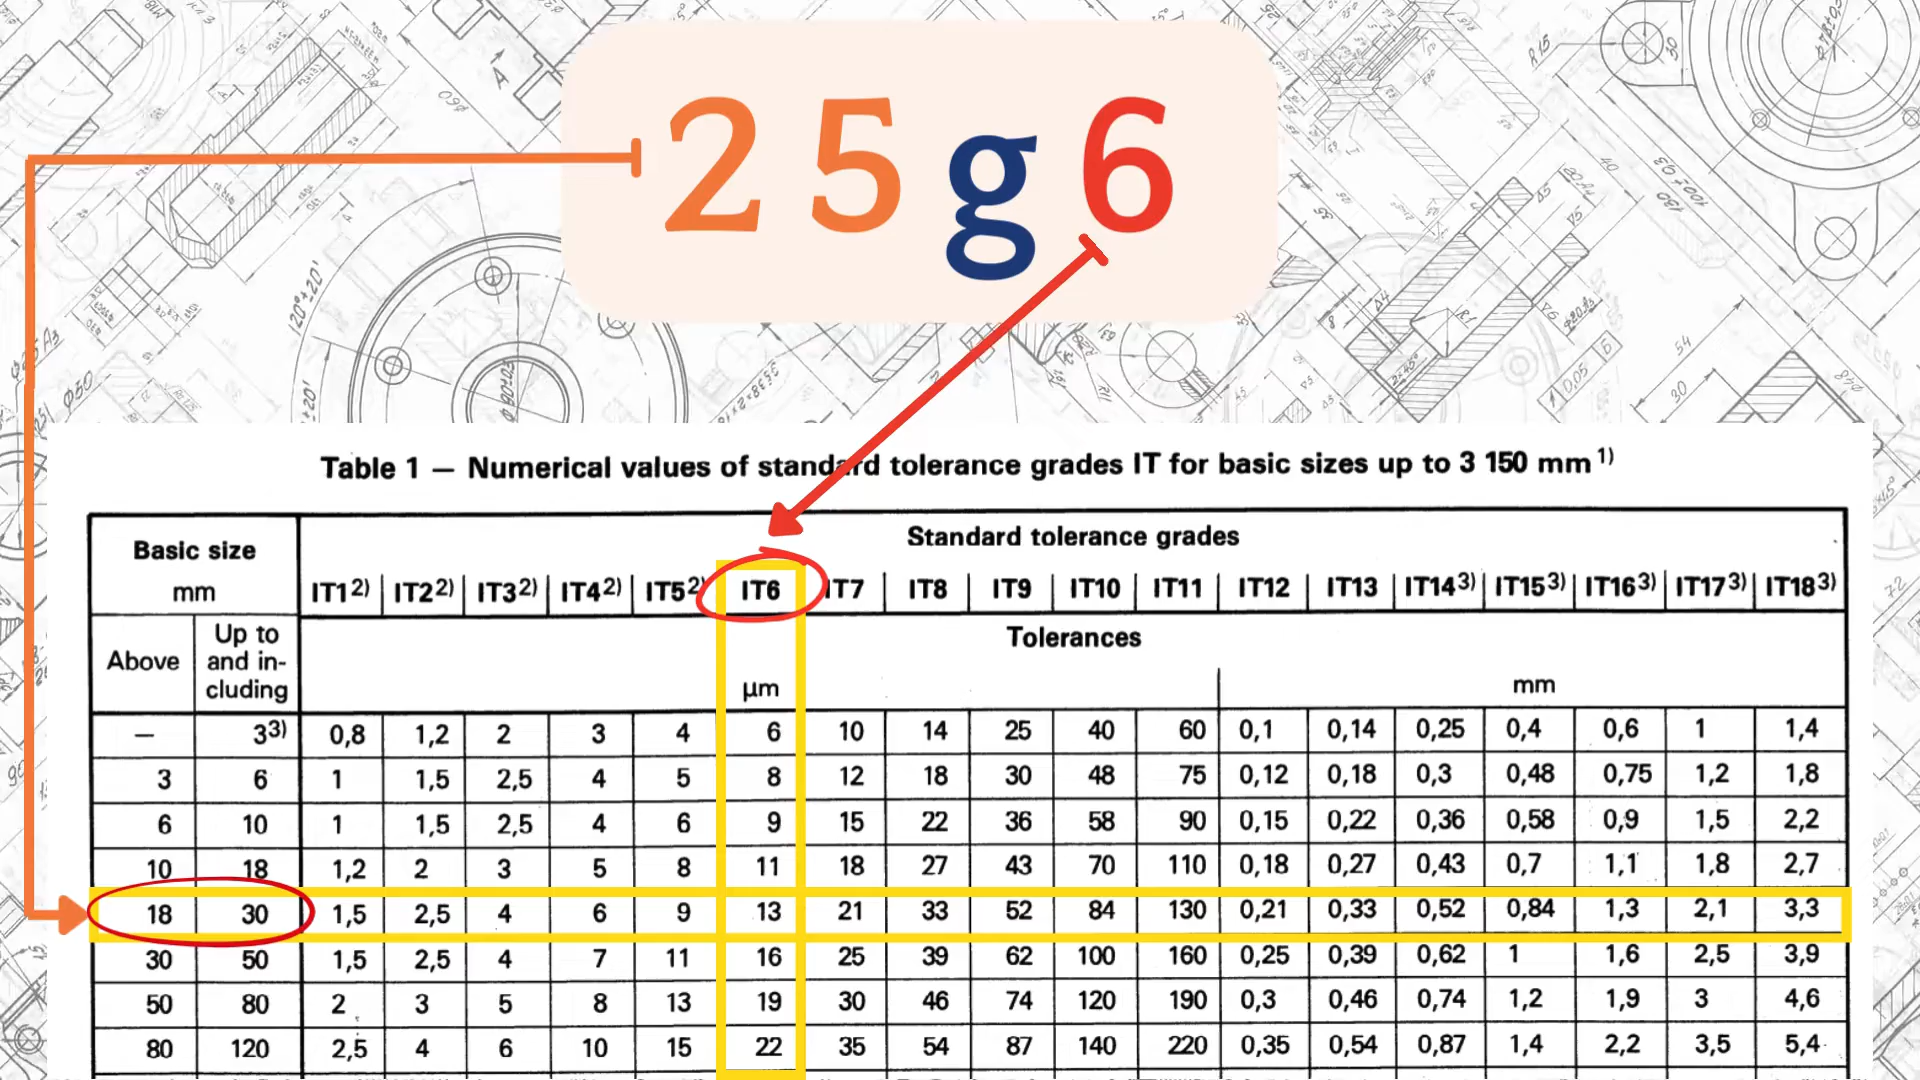 25g6
Table 1 — Numerical values of standard tolerance grades IT for basic sizes up to 3 150 mm 1)
Basic size
mm
Standard tolerance grades
IT1 2) IT2 2) IT3 2) IT4 2) IT5 2) IT6 IT7 IT8 IT9 IT10 IT11 IT12 IT13 IT14 3) IT15 3) IT16 3) IT17 3) IT18 3)
Above
Up to
and in-
cluding
Tolerances
µm mm
— 3 3) 0,8 1,2 2 3 4 6 10 14 25 40 60 0,1 0,14 0,25 0,4 0,6 1 1,4
3 6 1 1,5 2,5 4 5 8 12 18 30 48 75 0,12 0,18 0,3 0,48 0,75 1,2 1,8
6 10 1 1,5 2,5 4 6 9 15 22 36 58 90 0,15 0,22 0,36 0,58 0,9 1,5 2,2
10 18 1,2 2 3 5 8 11 18 27 43 70 110 0,18 0,27 0,43 0,7 1,1 1,8 2,7
18 30 1,5 2,5 4 6 9 13 21 33 52 84 130 0,21 0,33 0,52 0,84 1,3 2,1 3,3
30 50 1,5 2,5 4 7 11 16 25 39 62 100 160 0,25 0,39 0,62 1 1,6 2,5 3,9
50 80 2 3 5 8 13 19 30 46 74 120 190 0,3 0,46 0,74 1,2 1,9 3 4,6
80 120 2,5 4 6 10 15 22 35 54 87 140 220 0,35 0,54 0,87 1,4 2,2 3,5 5,4